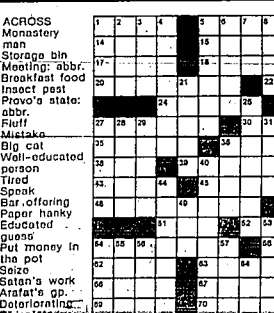 ACROSS
Monastery
man
Storage bin
Meeting: abbr.
Breakfast food
Insect pest
Provo's state:
abbr.
Fluff
Mistake
Big cat
Well-educated
person
Tired
Speak
Bar offering
Paper hanky
Educated
guess
Put money in
the pot
Seize
Satan's work
Arafat's gp.
Deteriorating
1 2 3 4 5 6 7 8
14 15
17 18
20 21 22
24 25
27 28 29 30 31
35 36
38 39 40
43 44 45
48 49
51 52 53
54 55 56 57 58
62 63 64
66 67
69 70